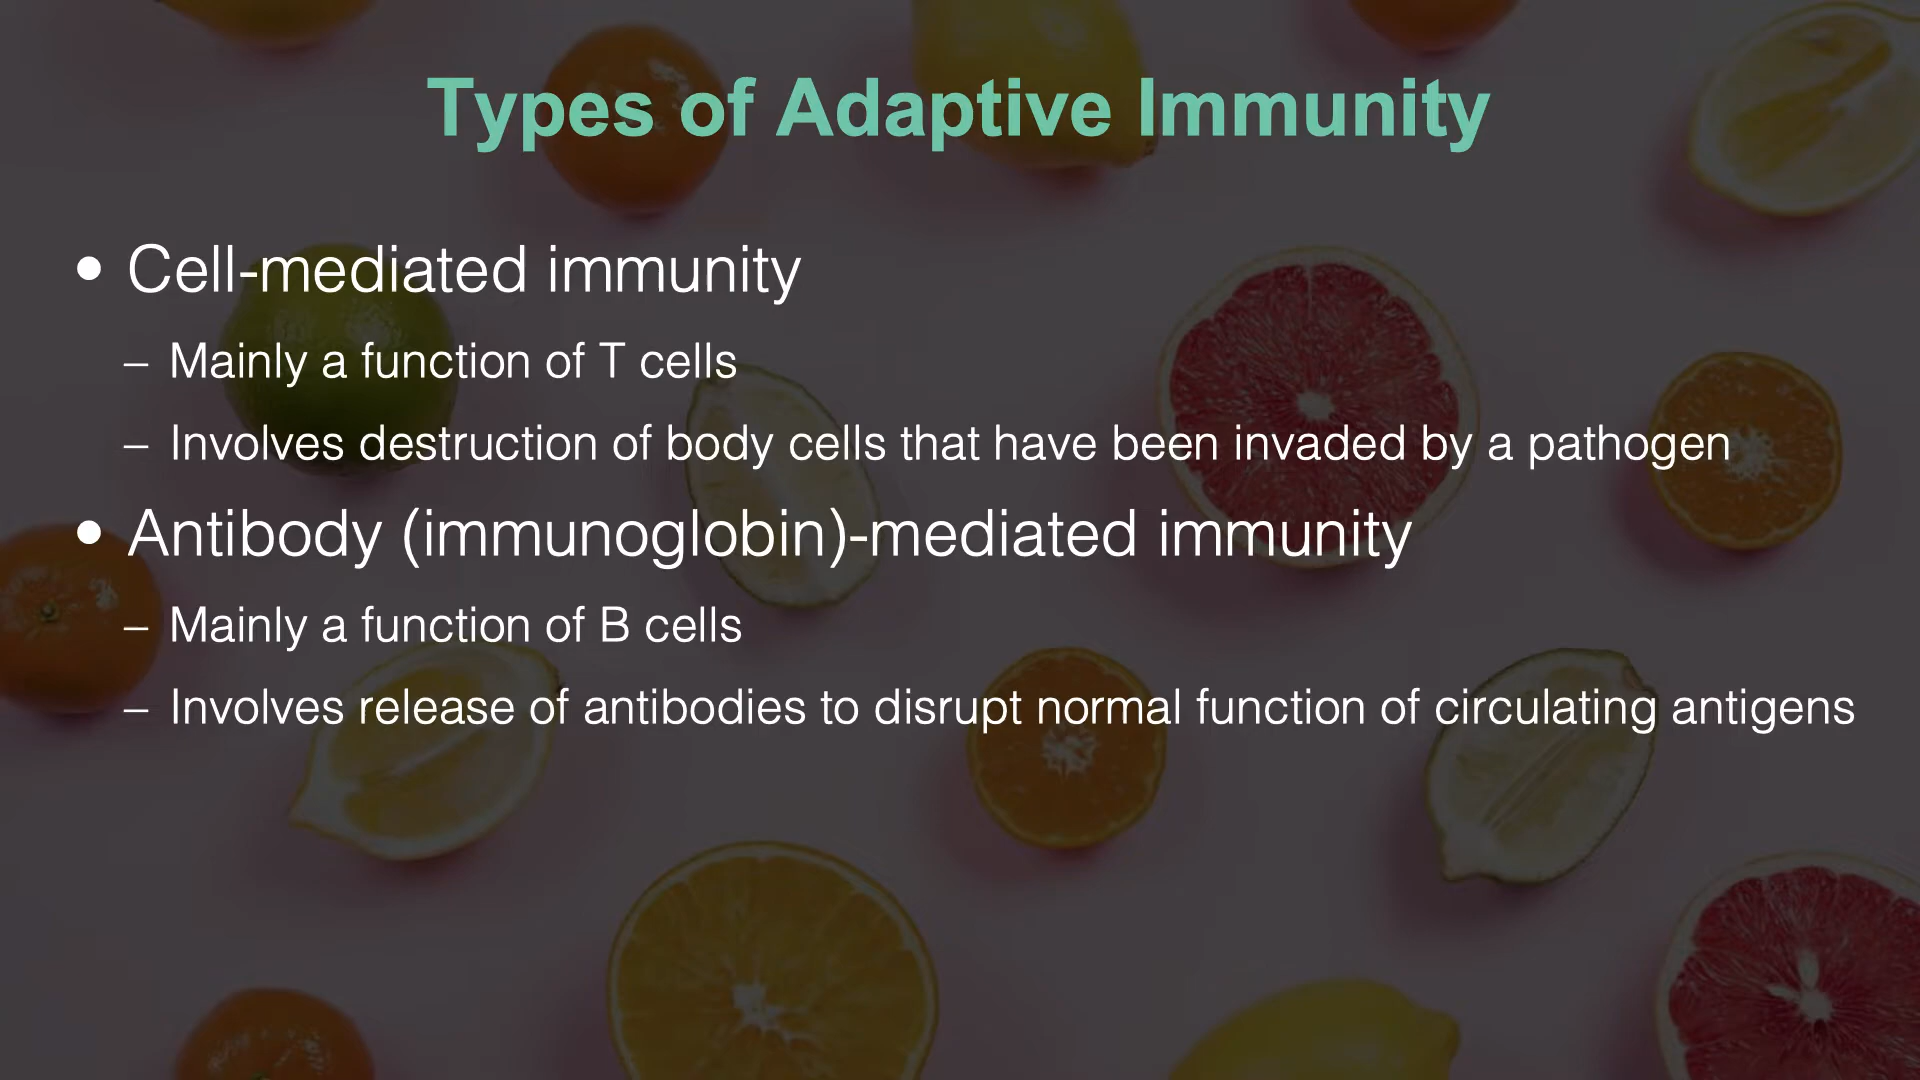 Types of Adaptive Immunity
• Cell-mediated immunity
– Mainly a function of T cells
– Involves destruction of body cells that have been invaded by a pathogen
• Antibody (immunoglobin)-mediated immunity
– Mainly a function of B cells
– Involves release of antibodies to disrupt normal function of circulating antigens